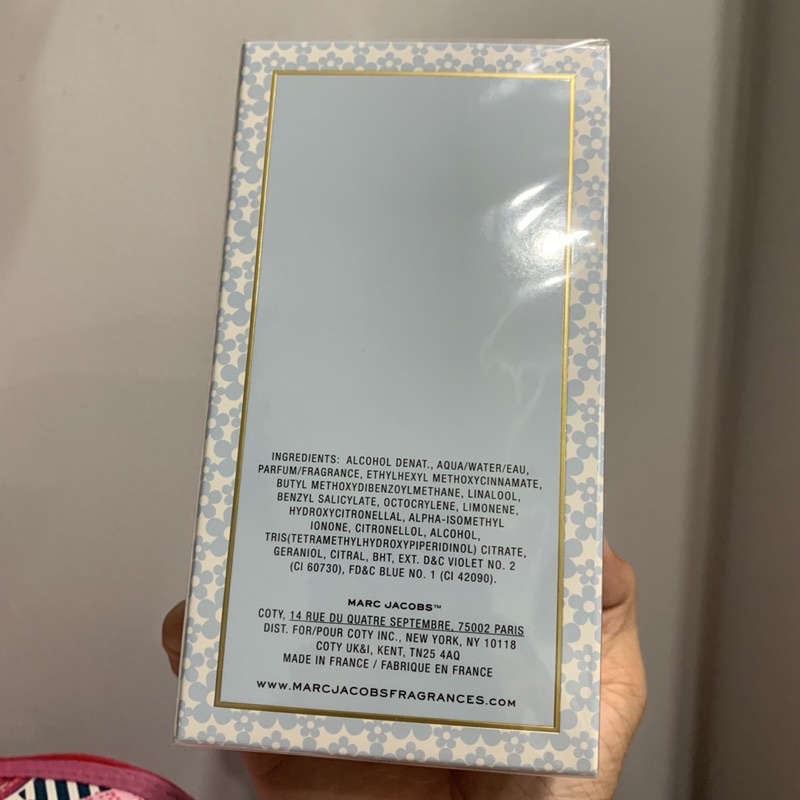 INGREDIENTS: ALCOHOL DENAT., AQUA/WATER/EAU,
PARFUM/FRAGRANCE, ETHYLHEXYL METHOXYCINNAMATE,
BUTYL METHOXYDIBENZOYLMETHANE, LINALOOL,
BENZYL SALICYLATE, OCTOCRYLENE, LIMONENE,
HYDROXYCITRONELLAL, ALPHA-ISOMETHYL
IONONE, CITRONELLOL, ALCOHOL,
TRIS(TETRAMETHYLHYDROXYPIPERIDINOL) CITRATE,
GERANIOL, CITRAL, BHT, EXT. D&C VIOLET NO. 2
(CI 60730), FD&C BLUE NO. 1 (CI 42090).
MARC JACOBS™
COTY, 14 RUE DU QUATRE SEPTEMBRE, 75002 PARIS
DIST. FOR/POUR COTY INC., NEW YORK, NY 10118
COTY UK&I, KENT, TN25 4AQ
MADE IN FRANCE / FABRIQUÉ EN FRANCE
WWW.MARCJACOBSFRAGRANCES.COM